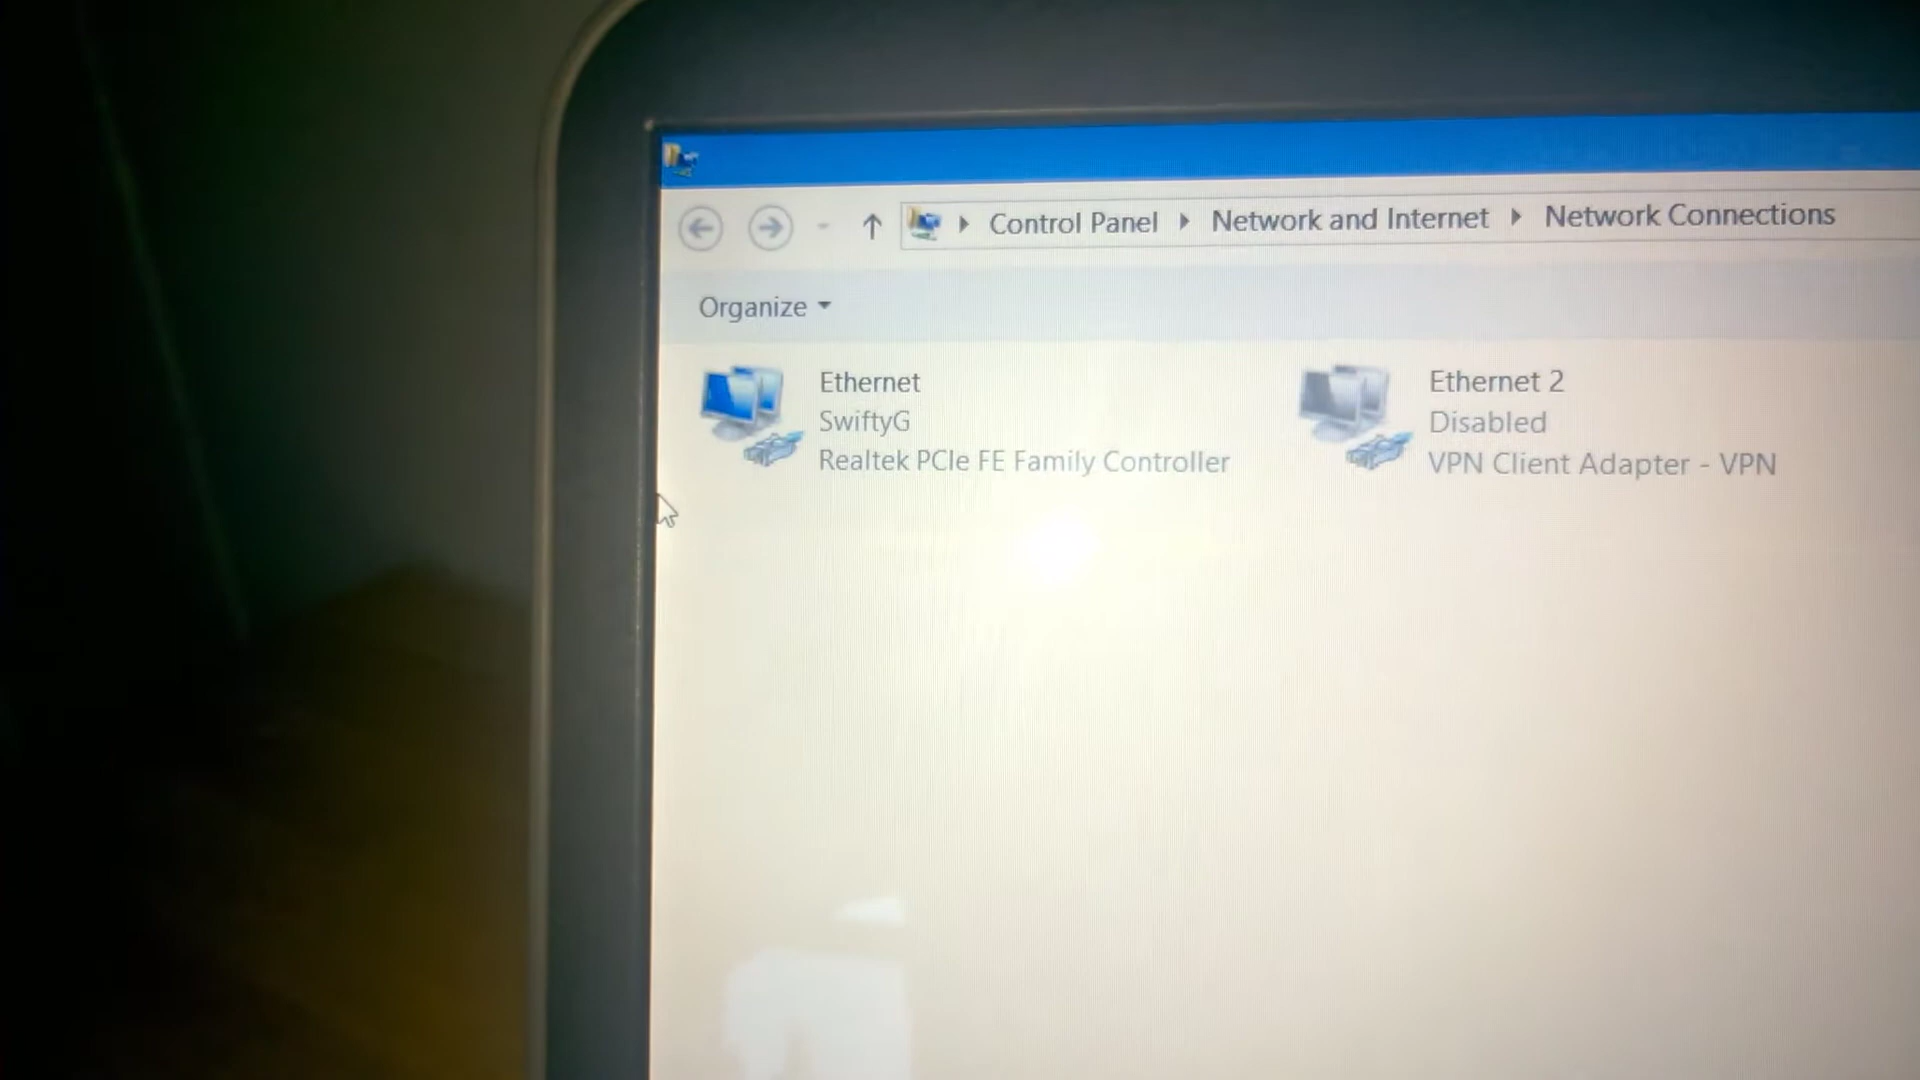 Control Panel Network and Internet Network Connections
Organize
Ethernet
SwiftyG
Realtek PCIe FE Family Controller
Ethernet 2
Disabled
VPN Client Adapter - VPN